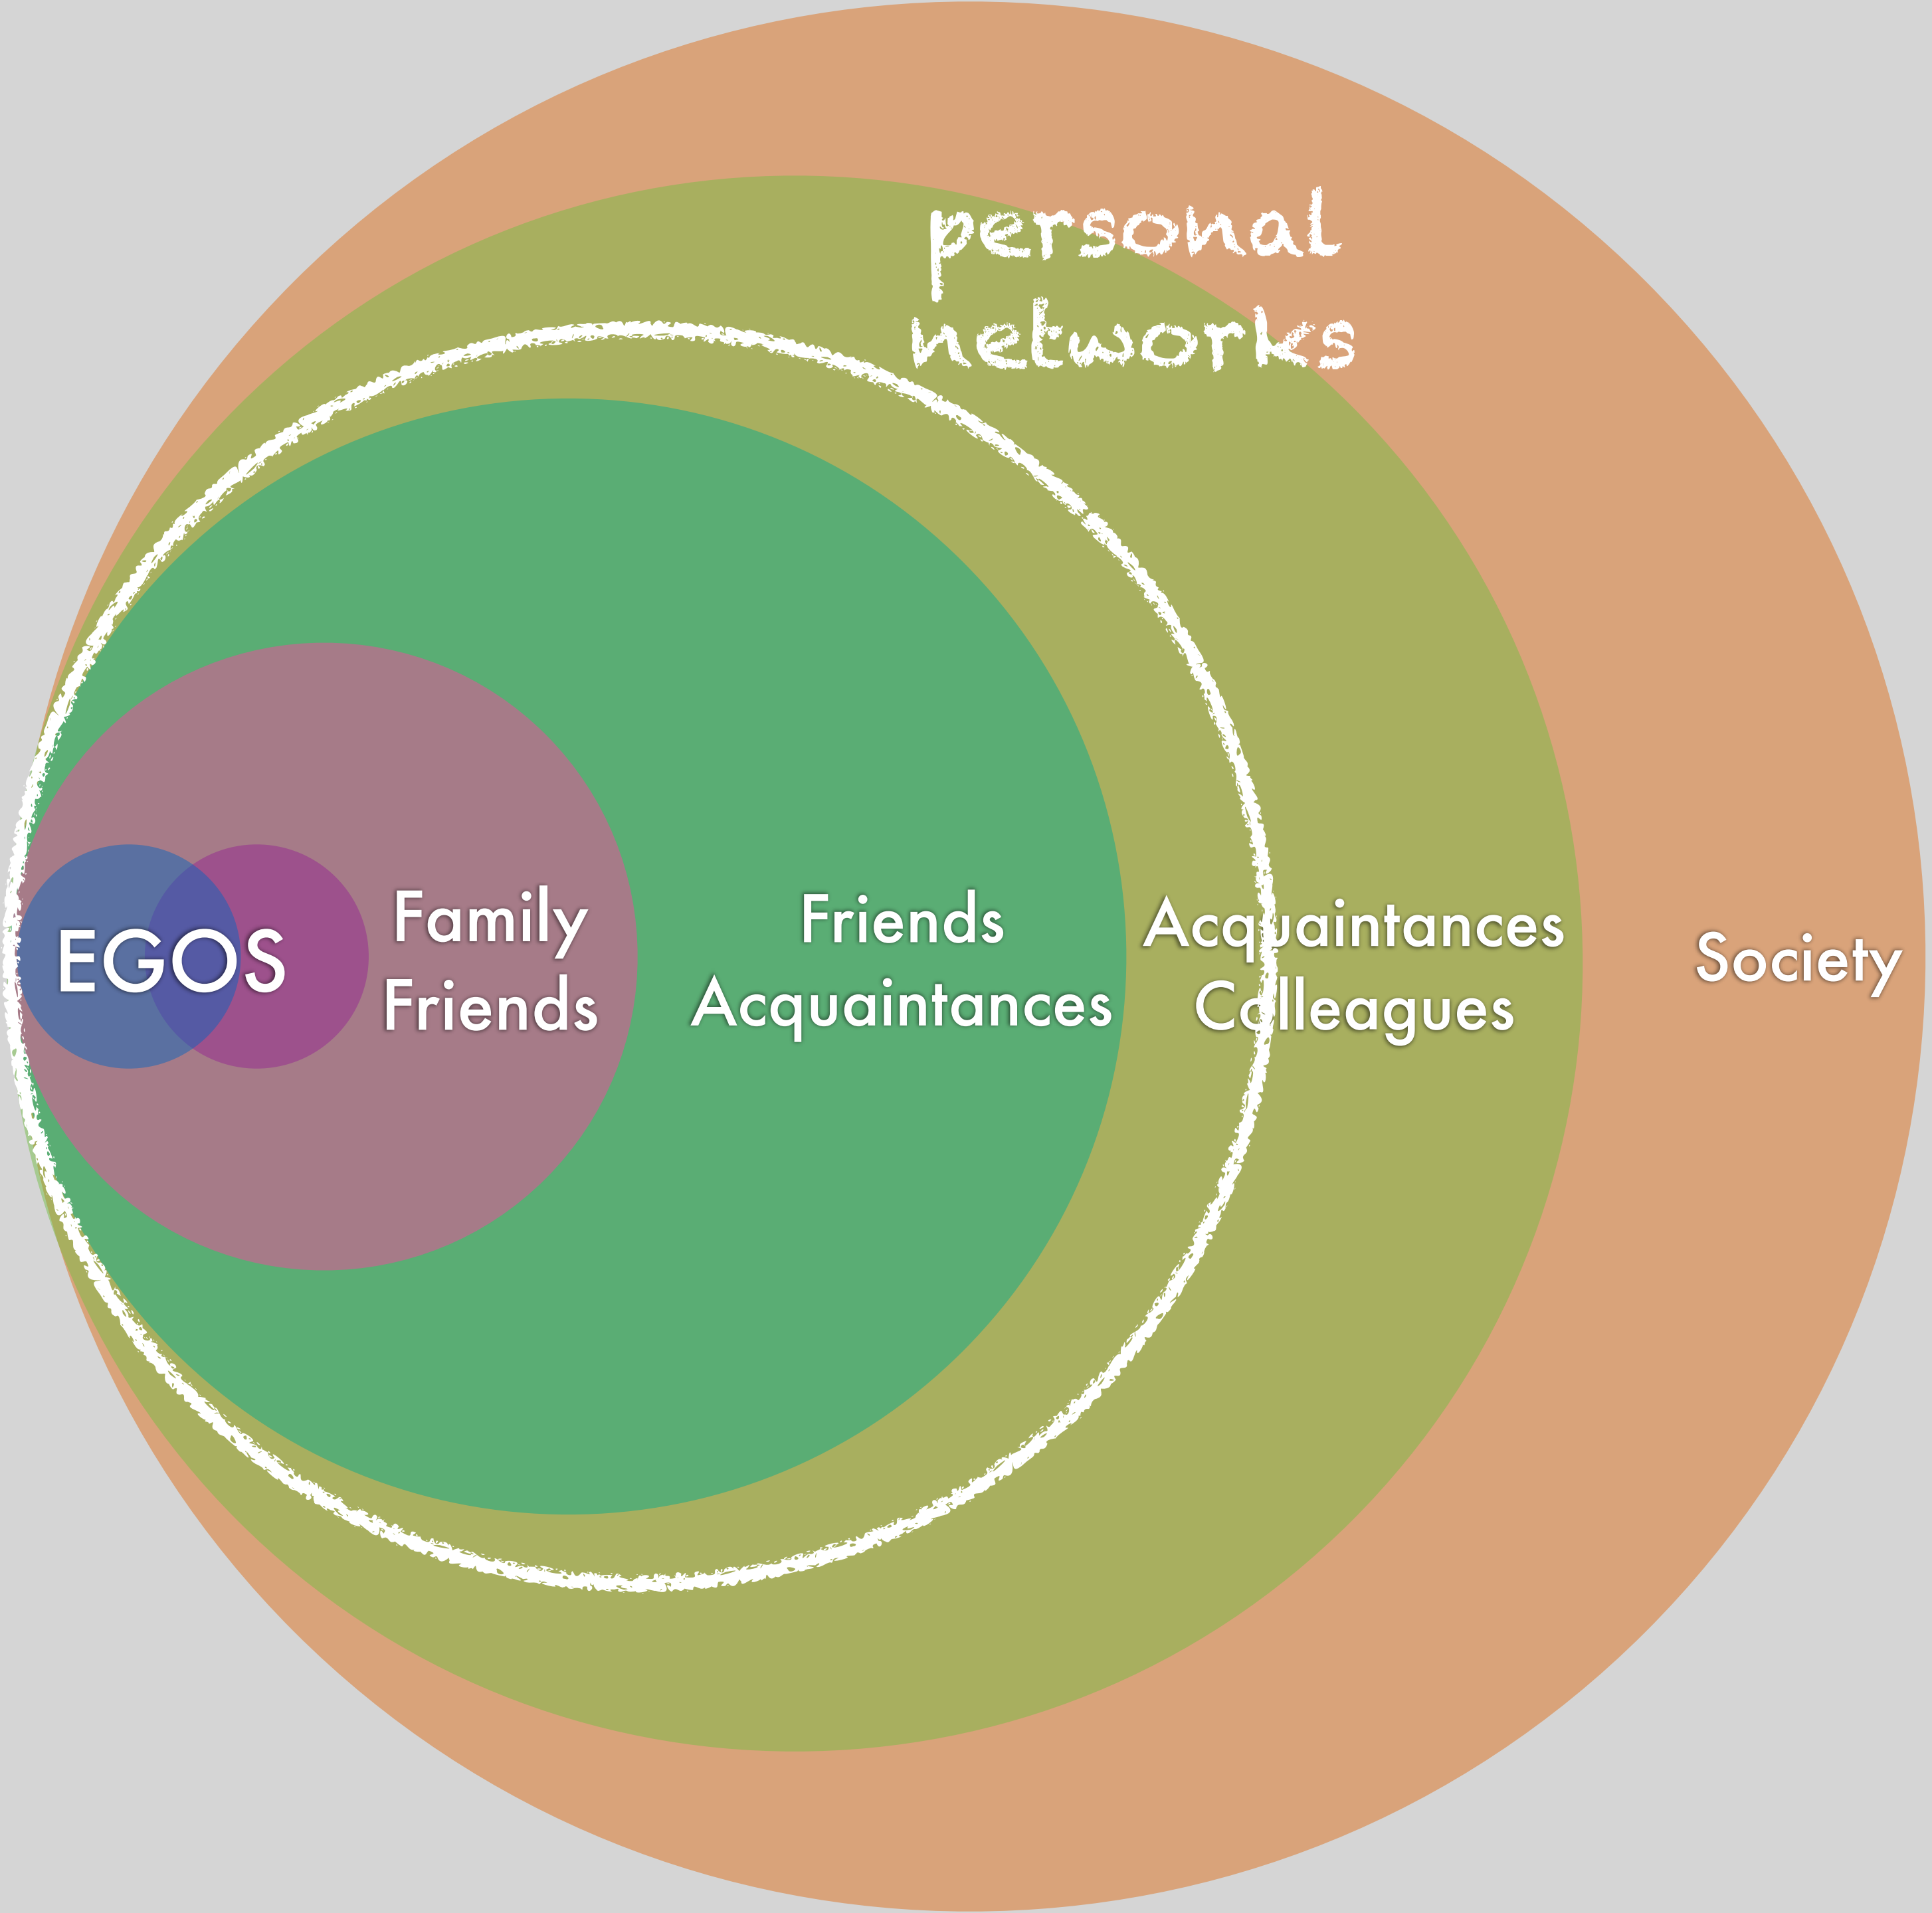 personal
networks
EGOS
Family
Friends
Friends
Acquaintances
Acquaintances
Colleagues
Society